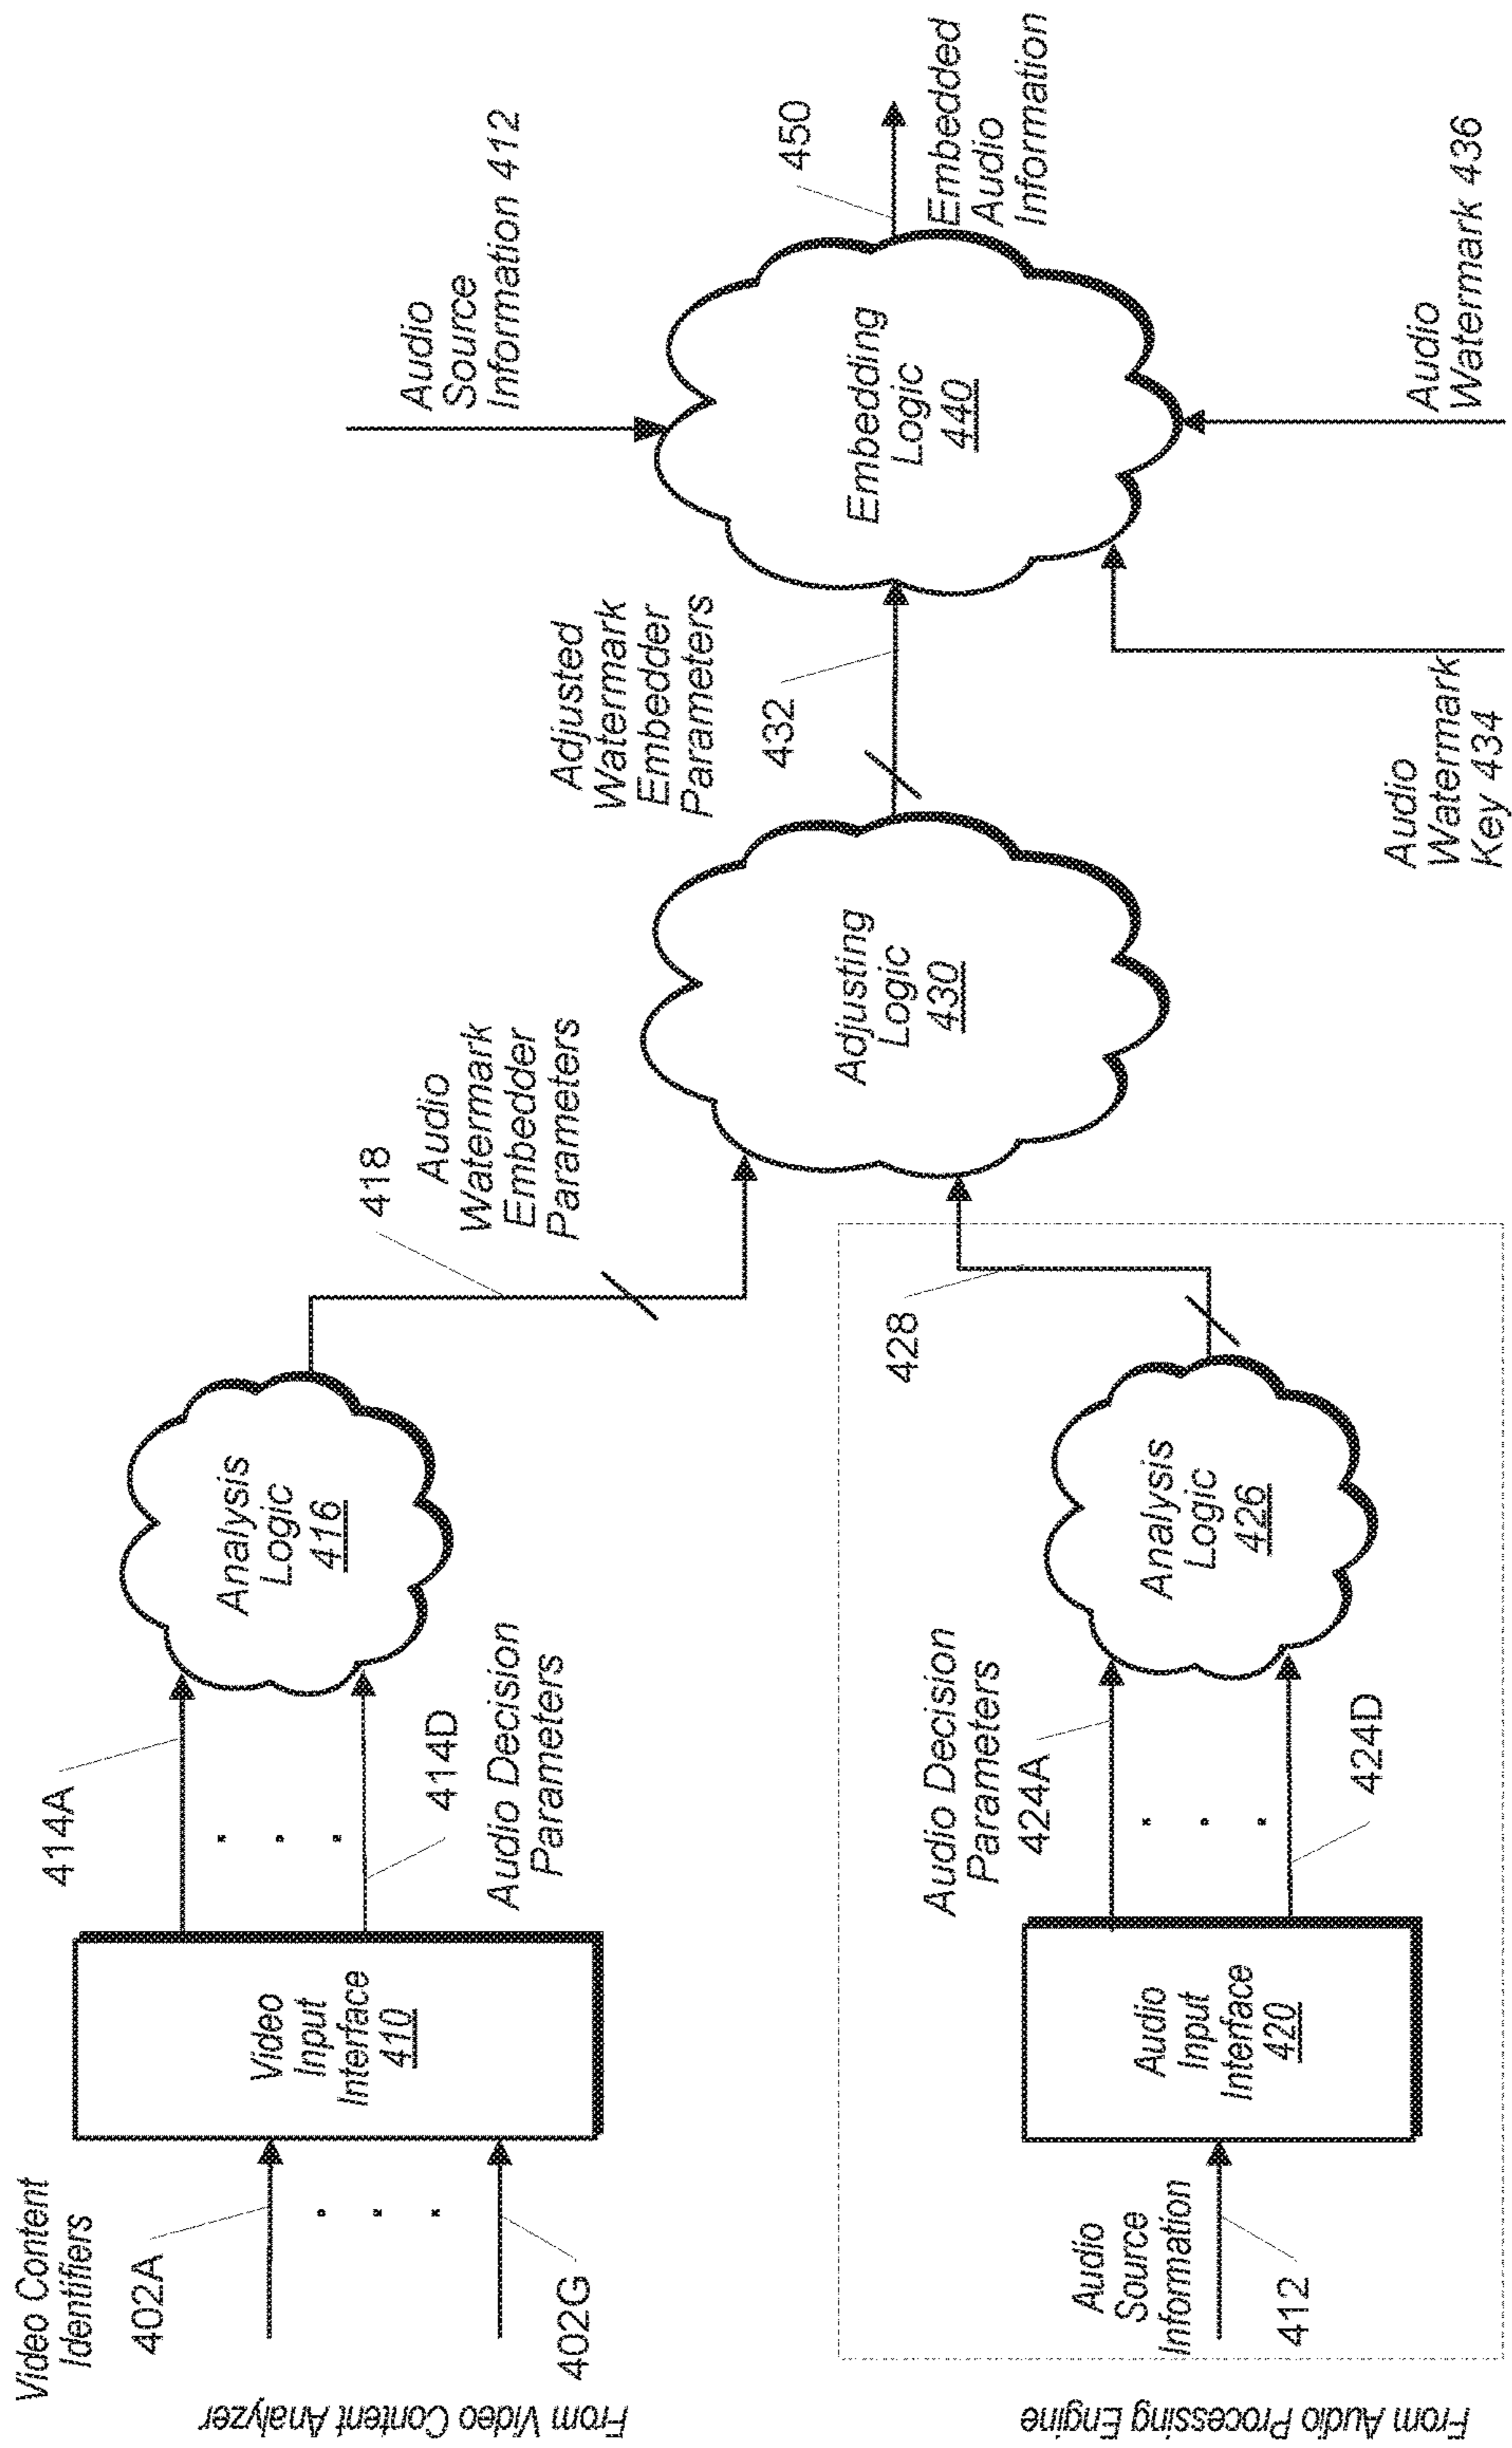 From Video Content Analyzer
Video Content
Identifiers
402A
402G
Video
Input
Interface
410
414A
414D
Audio Decision
Parameters
Analysis
Logic
416
418
Audio
Watermark
Embedder
Parameters
From Audio Processing Engine
Audio
Source
Information
412
Audio
Input
Interface
420
Audio Decision
Parameters
424A
424D
Analysis
Logic
426
428
Adjusting
Logic
430
Adjusted
Watermark
Embedder
Parameters
432
Audio
Source
Information 412
Embedding
Logic
440
Audio
Watermark
Key 434
Audio
Watermark 436
450
Embedded
Audio
Information